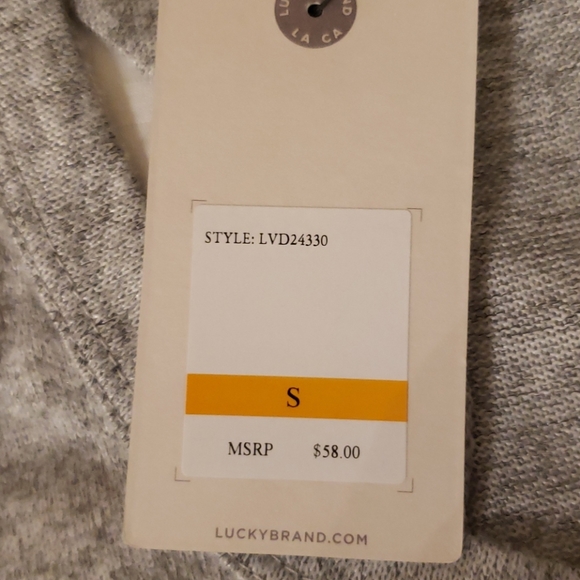 LA CA
STYLE: LVD24330
S
MSRP $58.00
LUCKYBRAND.COM